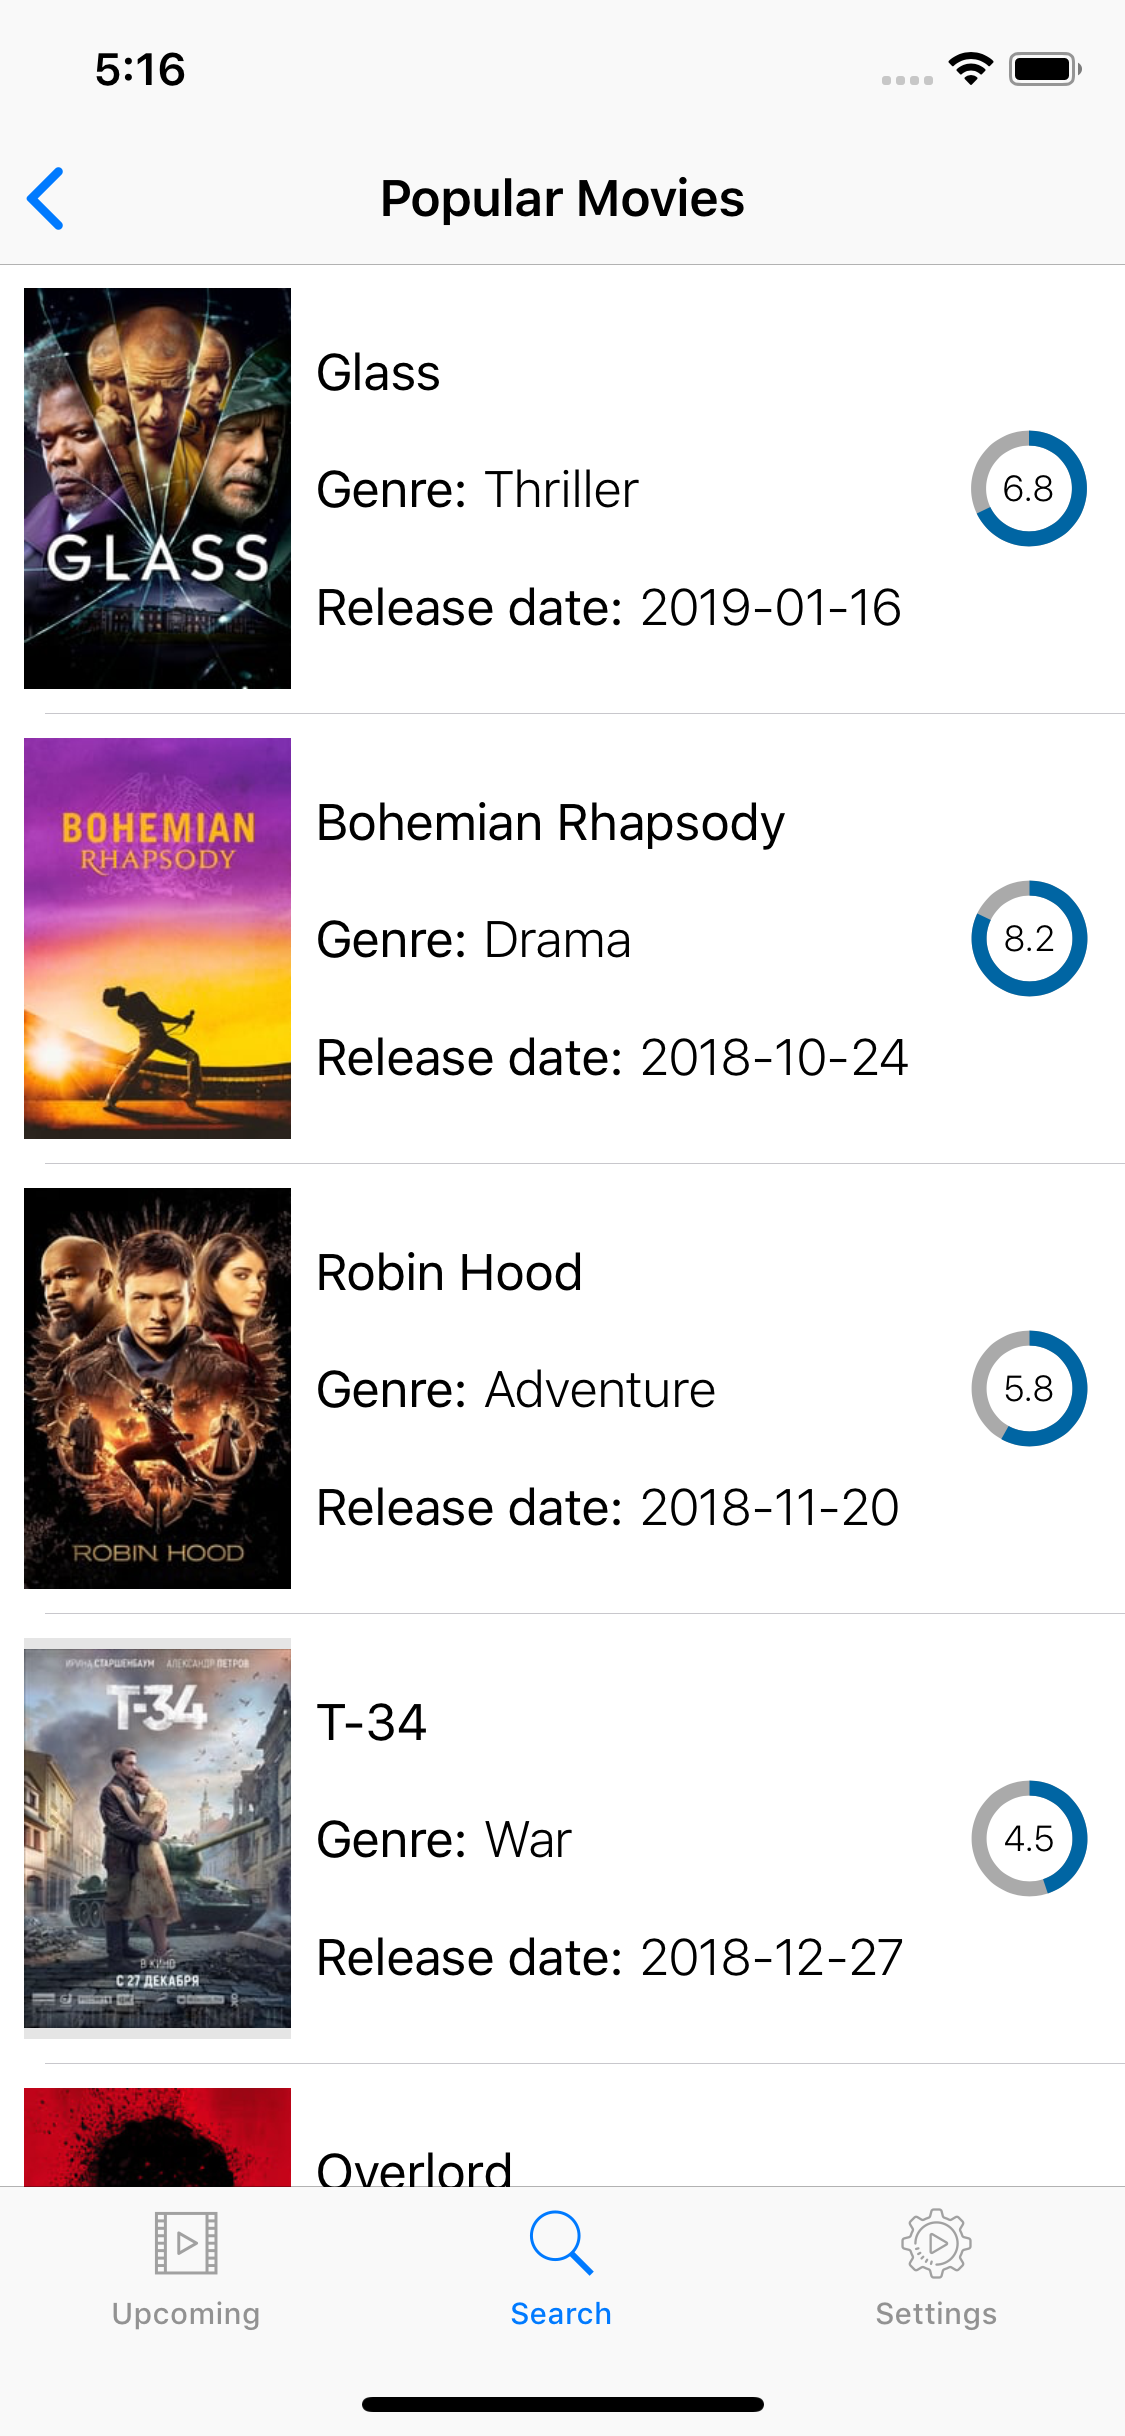 5:16
Popular Movies
GLASS
Glass
Genre: Thriller
6.8
Release date: 2019-01-16
BOHEMIAN
RHAPSODY
Bohemian Rhapsody
Genre: Drama
8.2
Release date: 2018-10-24
ROBIN HOOD
Robin Hood
Genre: Adventure
5.8
Release date: 2018-11-20
ИРИНА СТАРШЕНБАУМ АЛЕКСАНДР ПЕТРОВ
Т-34
В КИНО
С 27 ДЕКАБРЯ
T-34
Genre: War
4.5
Release date: 2018-12-27
Overlord
Upcoming
Search
Settings